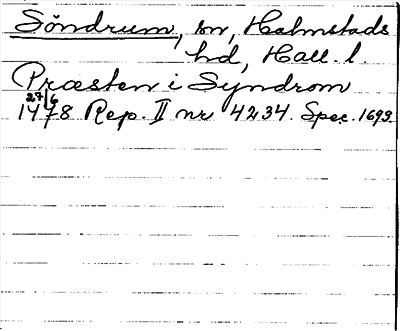 Söndrum, sn, Halmstads
hd, Hall. l.
Præsten i Syndrom
27/6
1478 Rep. II nr 4234. Spec. 1693